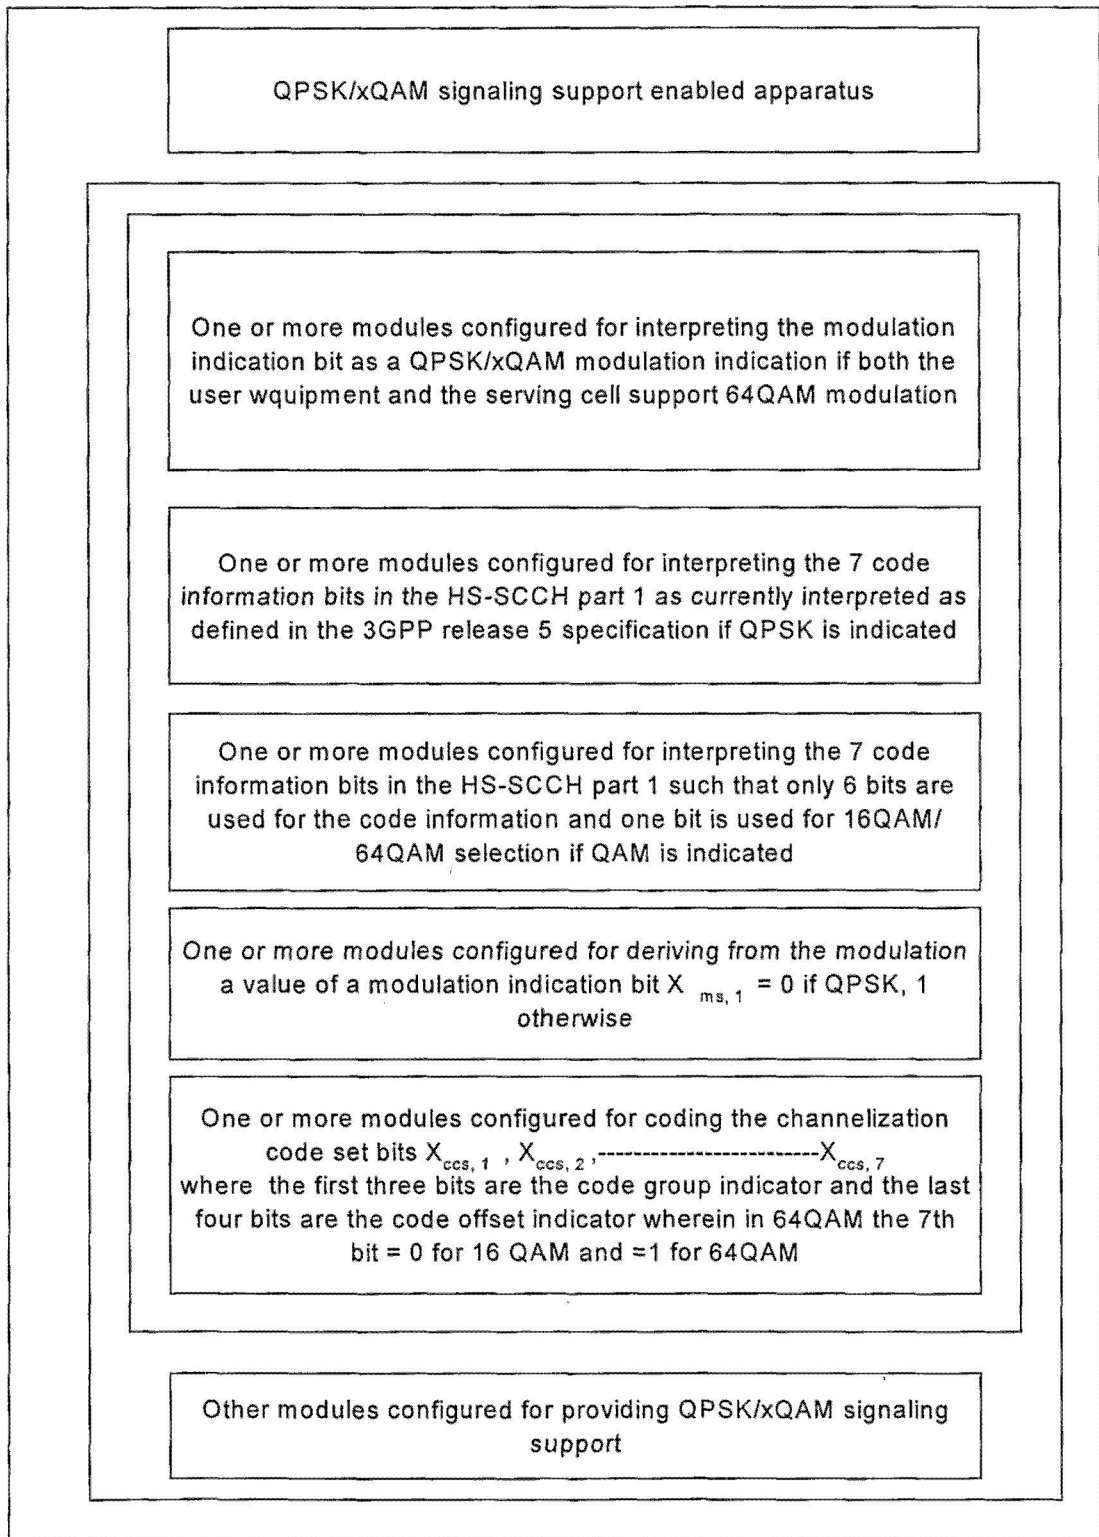 QPSK/xQAM signaling support enabled apparatus
One or more modules configured for interpreting the modulation
indication bit as a QPSK/xQAM modulation indication if both the
user wquipment and the serving cell support 64QAM modulation
One or more modules configured for interpreting the 7 code
information bits in the HS-SCCH part 1 as currently interpreted as
defined in the 3GPP release 5 specification if QPSK is indicated
One or more modules configured for interpreting the 7 code
information bits in the HS-SCCH part 1 such that only 6 bits are
used for the code information and one bit is used for 16QAM/
64QAM selection if QAM is indicated
One or more modules configured for deriving from the modulation
a value of a modulation indication bit X ms, 1 = 0 if QPSK, 1
otherwise
One or more modules configured for coding the channelization
code set bits Xccs, 1 , Xccs, 2 ,-------------------------Xccs, 7
where the first three bits are the code group indicator and the last
four bits are the code offset indicator wherein in 64QAM the 7th
bit = 0 for 16 QAM and =1 for 64QAM
Other modules configured for providing QPSK/xQAM signaling
support